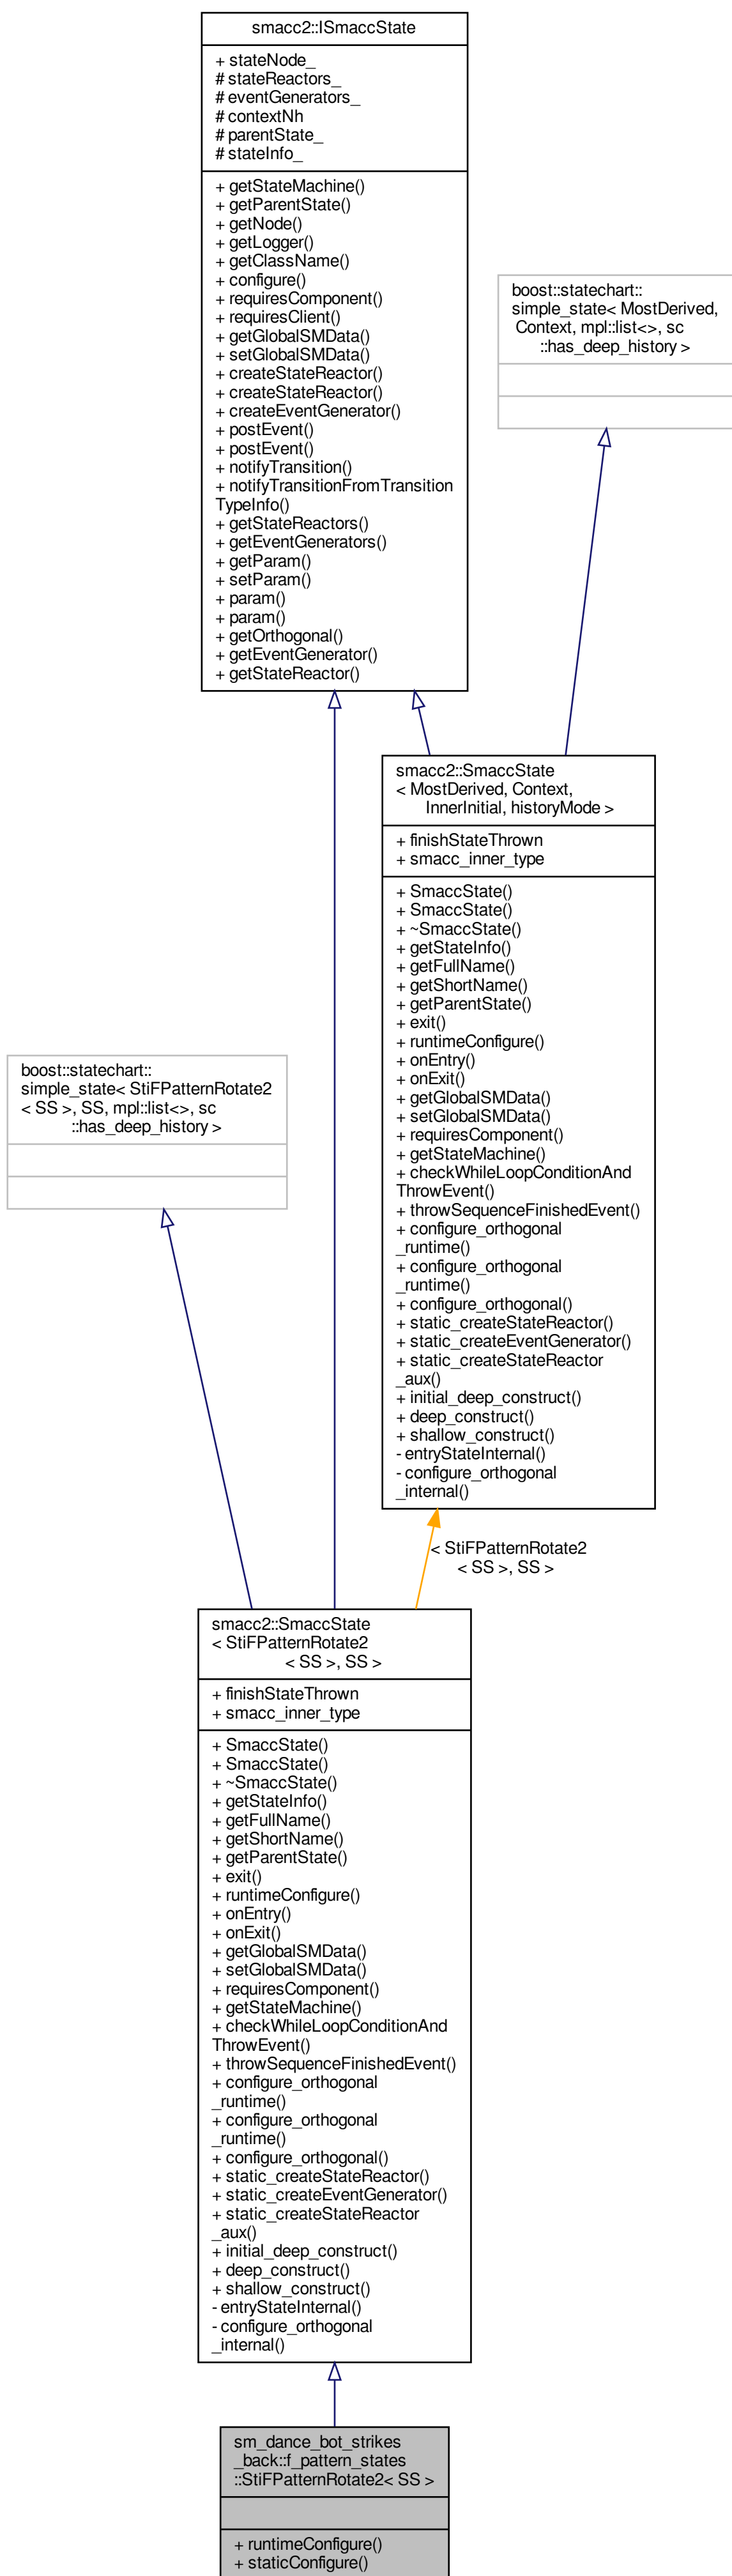 smacc2::ISmaccState
+ stateNode_
# stateReactors_
# eventGenerators_
# contextNh
# parentState_
# stateInfo_
+ getStateMachine()
+ getParentState()
+ getNode()
+ getLogger()
+ getClassName()
+ configure()
+ requiresComponent()
+ requiresClient()
+ getGlobalSMData()
+ setGlobalSMData()
+ createStateReactor()
+ createStateReactor()
+ createEventGenerator()
+ postEvent()
+ postEvent()
+ notifyTransition()
+ notifyTransitionFromTransition
TypeInfo()
+ getStateReactors()
+ getEventGenerators()
+ getParam()
+ setParam()
+ param()
+ param()
+ getOrthogonal()
+ getEventGenerator()
+ getStateReactor()
boost::statechart::
simple_state< MostDerived,
Context, mpl::list<>, sc
::has_deep_history >
smacc2::SmaccState
< MostDerived, Context,
InnerInitial, historyMode >
+ finishStateThrown
+ smacc_inner_type
+ SmaccState()
+ SmaccState()
+ ~SmaccState()
+ getStateInfo()
+ getFullName()
+ getShortName()
+ getParentState()
+ exit()
+ runtimeConfigure()
+ onEntry()
+ onExit()
+ getGlobalSMData()
+ setGlobalSMData()
+ requiresComponent()
+ getStateMachine()
+ checkWhileLoopConditionAnd
ThrowEvent()
+ throwSequenceFinishedEvent()
+ configure_orthogonal
_runtime()
+ configure_orthogonal
_runtime()
+ configure_orthogonal()
+ static_createStateReactor()
+ static_createEventGenerator()
+ static_createStateReactor
_aux()
+ initial_deep_construct()
+ deep_construct()
+ shallow_construct()
- entryStateInternal()
- configure_orthogonal
_internal()
boost::statechart::
simple_state< StiFPatternRotate2
< SS >, SS, mpl::list<>, sc
::has_deep_history >
< StiFPatternRotate2
< SS >, SS >
smacc2::SmaccState
< StiFPatternRotate2
< SS >, SS >
+ finishStateThrown
+ smacc_inner_type
+ SmaccState()
+ SmaccState()
+ ~SmaccState()
+ getStateInfo()
+ getFullName()
+ getShortName()
+ getParentState()
+ exit()
+ runtimeConfigure()
+ onEntry()
+ onExit()
+ getGlobalSMData()
+ setGlobalSMData()
+ requiresComponent()
+ getStateMachine()
+ checkWhileLoopConditionAnd
ThrowEvent()
+ throwSequenceFinishedEvent()
+ configure_orthogonal
_runtime()
+ configure_orthogonal
_runtime()
+ configure_orthogonal()
+ static_createStateReactor()
+ static_createEventGenerator()
+ static_createStateReactor
_aux()
+ initial_deep_construct()
+ deep_construct()
+ shallow_construct()
- entryStateInternal()
- configure_orthogonal
_internal()
sm_dance_bot_strikes
_back::f_pattern_states
::StiFPatternRotate2< SS >
+ runtimeConfigure()
+ staticConfigure()